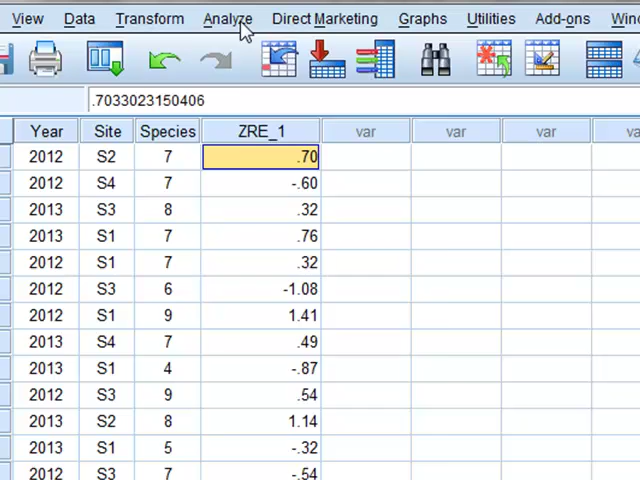 View Data Transform Analyze Direct Marketing Graphs Utilities Add-ons
.7033023150406
Year Site Species ZRE_1 var var var
2012 S2 7 .70
2012 S4 7 -.60
2013 S3 8 .32
2013 S1 7 .76
2012 S1 7 .32
2012 S3 6 -1.08
2012 S1 9 1.41
2013 S4 7 .49
2013 S1 4 -.87
2012 S3 9 .54
2013 S2 8 1.14
2013 S1 5 -.32
2012 S3 7 -.54